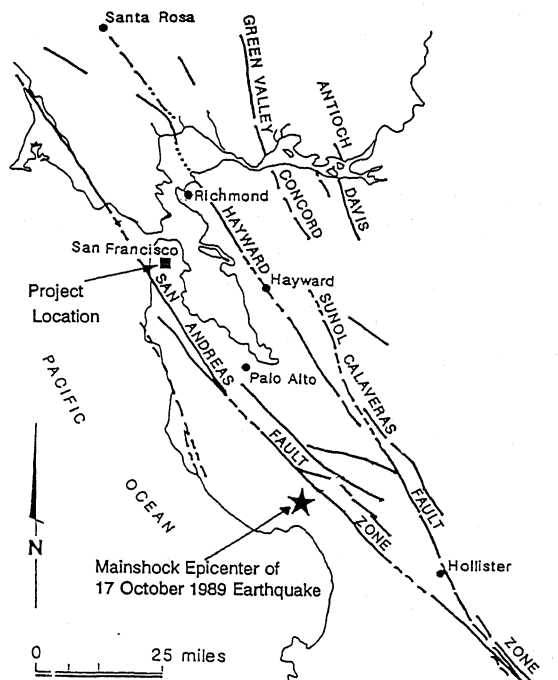 Santa Rosa
GREEN VALLEY
ANTIOCH
DAVIS
CONCORD
Richmond
HAYWARD
San Francisco
Project
Location
Hayward
SAN
ANDREAS
SUNOL
CALAVERAS
Palo Alto
PACIFIC
OCEAN
FAULT
ZONE
FAULT
N
Mainshock Epicenter of
17 October 1989 Earthquake
Hollister
ZONE
0 25 miles